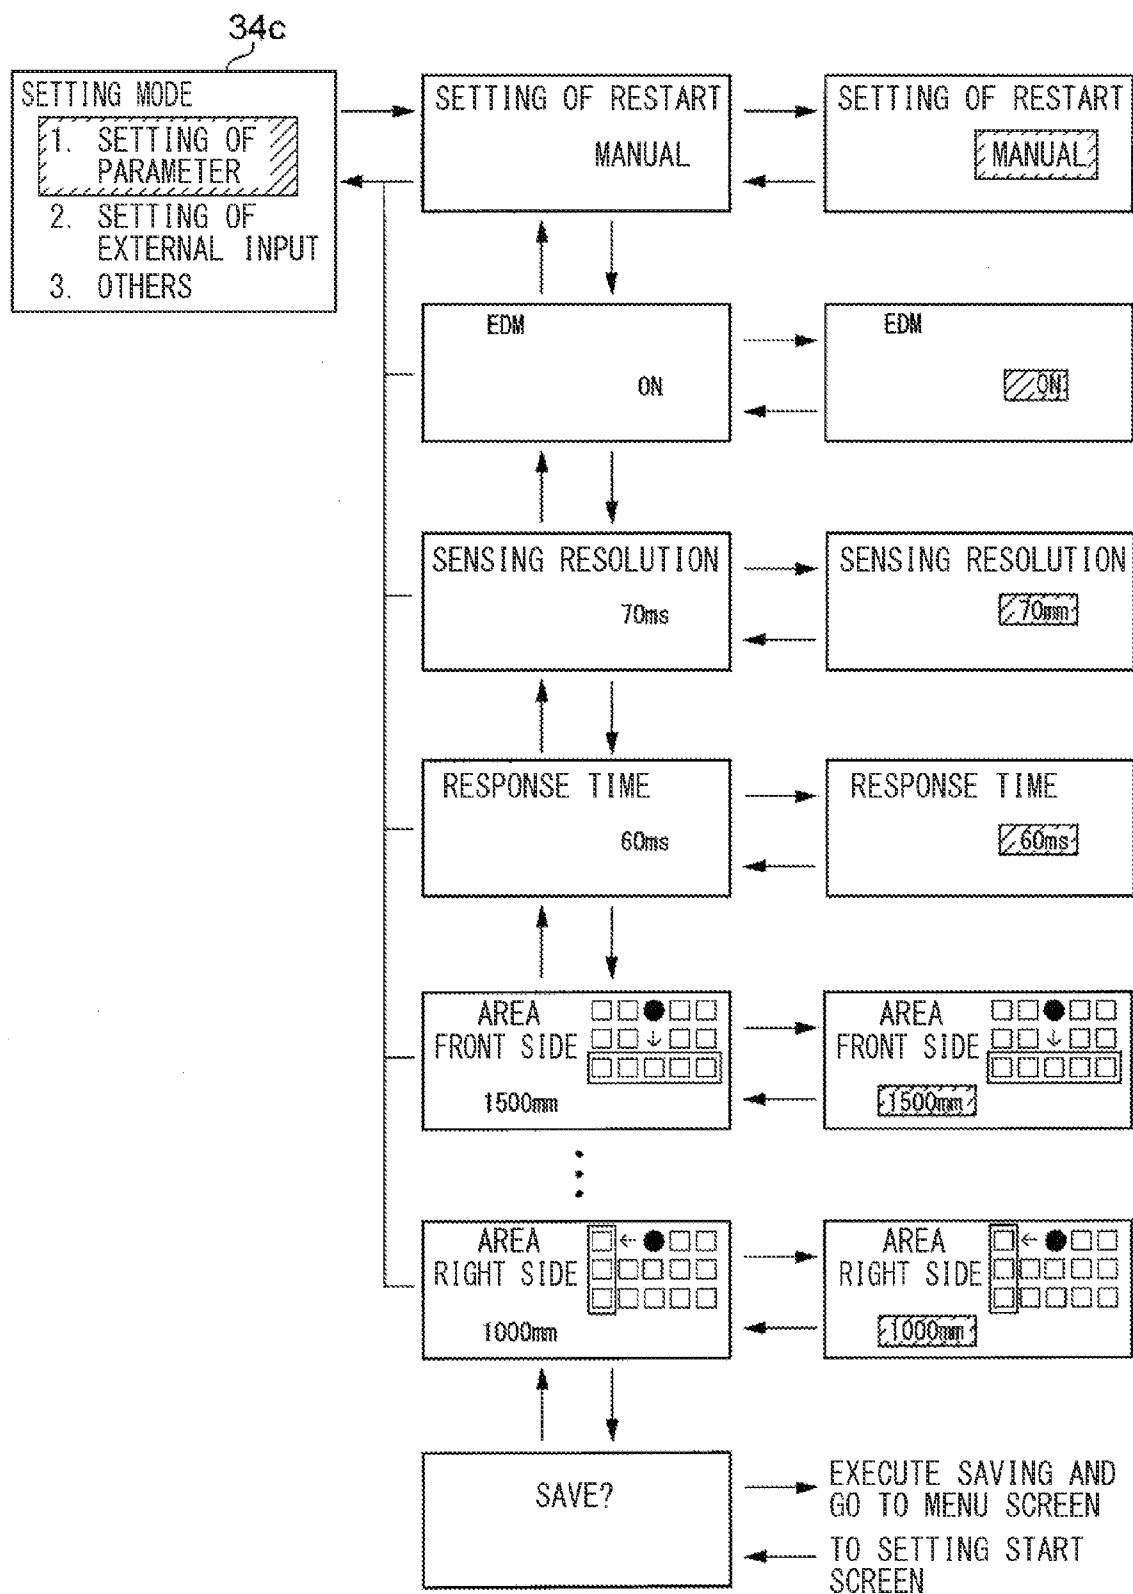 34c
SETTING MODE
1. SETTING OF
PARAMETER
2. SETTING OF
EXTERNAL INPUT
3. OTHERS
SETTING OF RESTART
MANUAL
SETTING OF RESTART
MANUAL
EDM
ON
EDM
ON
SENSING RESOLUTION
70ms
SENSING RESOLUTION
70mm
RESPONSE TIME
60ms
RESPONSE TIME
60ms
AREA
FRONT SIDE
1500mm
AREA
FRONT SIDE
1500mm
AREA
RIGHT SIDE
1000mm
AREA
RIGHT SIDE
1000mm
SAVE?
EXECUTE SAVING AND
GO TO MENU SCREEN
TO SETTING START
SCREEN